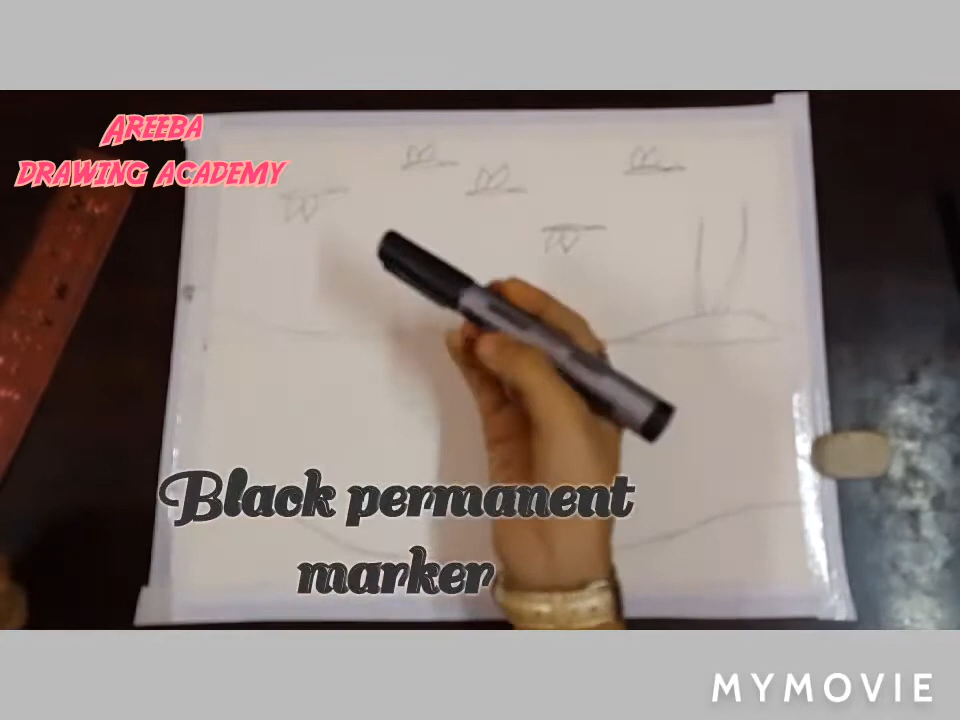 AREEBA
DRAWING ACADEMY
Black permanent
marker
MYMOVIE